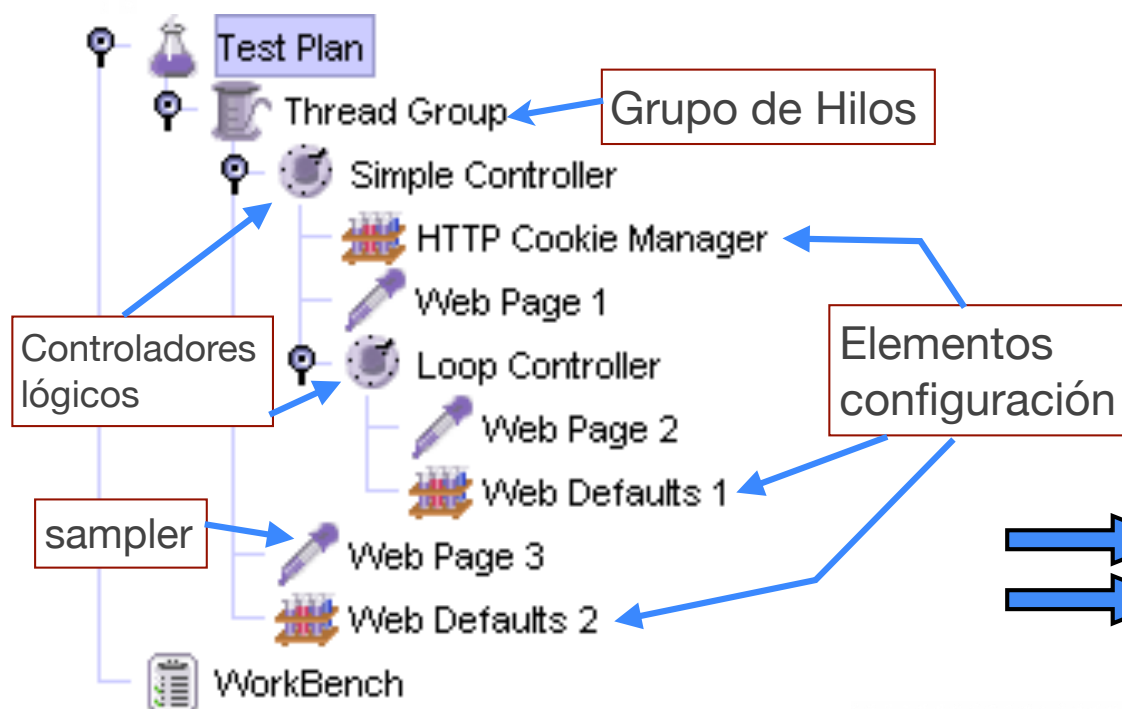 Test Plan
Thread Group
Grupo de Hilos
Simple Controller
HTTP Cookie Manager
Web Page 1
Controladores
lógicos
Loop Controller
Elementos
configuración
Web Page 2
Web Defaults 1
sampler
Web Page 3
Web Defaults 2
WorkBench